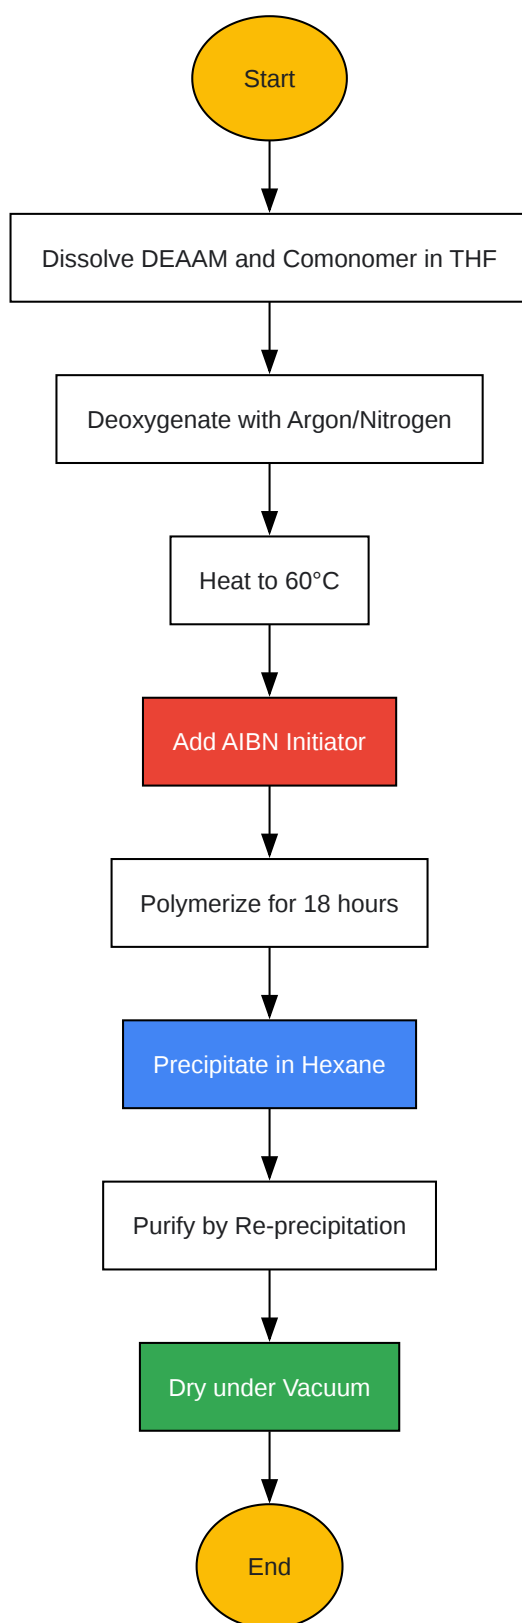 Start
Dissolve DEAAM and Comonomer in THF
Deoxygenate with Argon/Nitrogen
Heat to 60°C
Add AIBN Initiator
Polymerize for 18 hours
Precipitate in Hexane
Purify by Re-precipitation
Dry under Vacuum
End